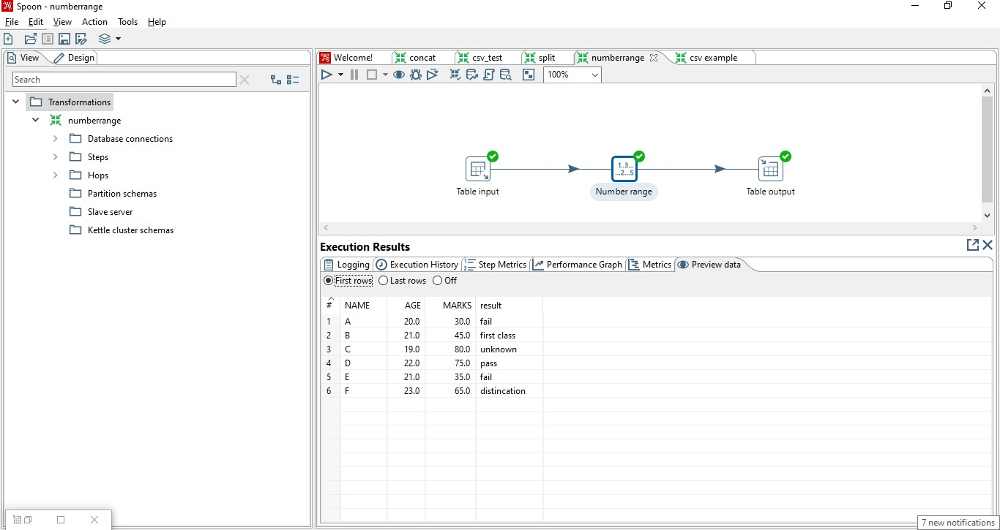 Spoon - numberrange
File Edit View Action Tools Help
View Design
Search
Transformations
numberrange
Database connections
Steps
Hops
Partition schemas
Slave server
Kettle cluster schemas
Welcome! concat csv_test split numberrange csv example
100%
1..3...
...2...5
Table input Number range Table output
Execution Results
Logging Execution History Step Metrics Performance Graph Metrics Preview data
First rows Last rows Off
# NAME AGE MARKS result
1 A 20.0 30.0 fail
2 B 21.0 45.0 first class
3 C 19.0 80.0 unknown
4 D 22.0 75.0 pass
5 E 21.0 35.0 fail
6 F 23.0 65.0 distincation
7 new notifications